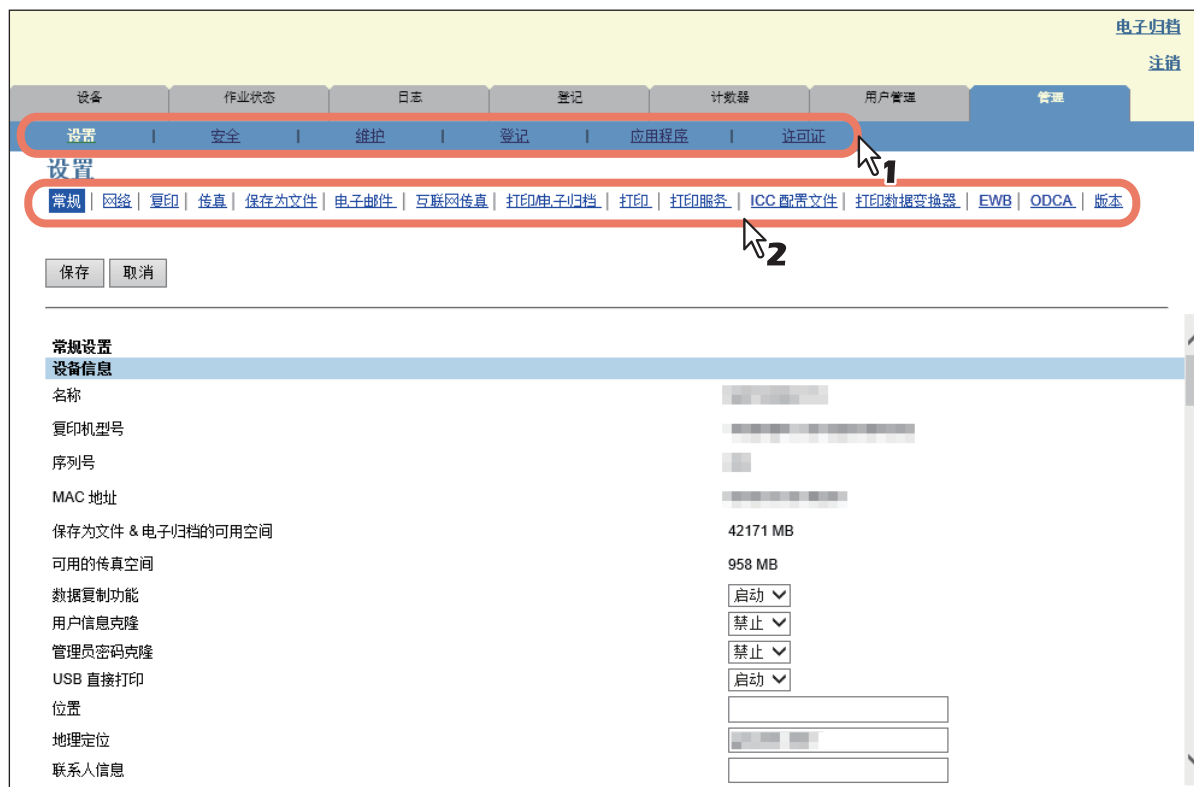 电子归档
注销
设备 作业状态 日志 登记 计数器 用户管理 管理
设置 | 安全 | 维护 | 登记 | 应用程序 | 许可证
1
设置
常规 | 网络 | 复印 | 传真 | 保存为文件 | 电子邮件 | 互联网传真 | 打印/电子归档 | 打印 | 打印服务 | ICC 配置文件 | 打印数据变换器 | EWB | ODCA | 版本
2
保存 取消
常规设置
设备信息
名称
复印机型号
序列号
MAC 地址
保存为文件 & 电子归档的可用空间 42171 MB
可用的传真空间 958 MB
数据复制功能 启动
用户信息克隆 禁止
管理员密码克隆 禁止
USB 直接打印 启动
位置
地理定位
联系人信息